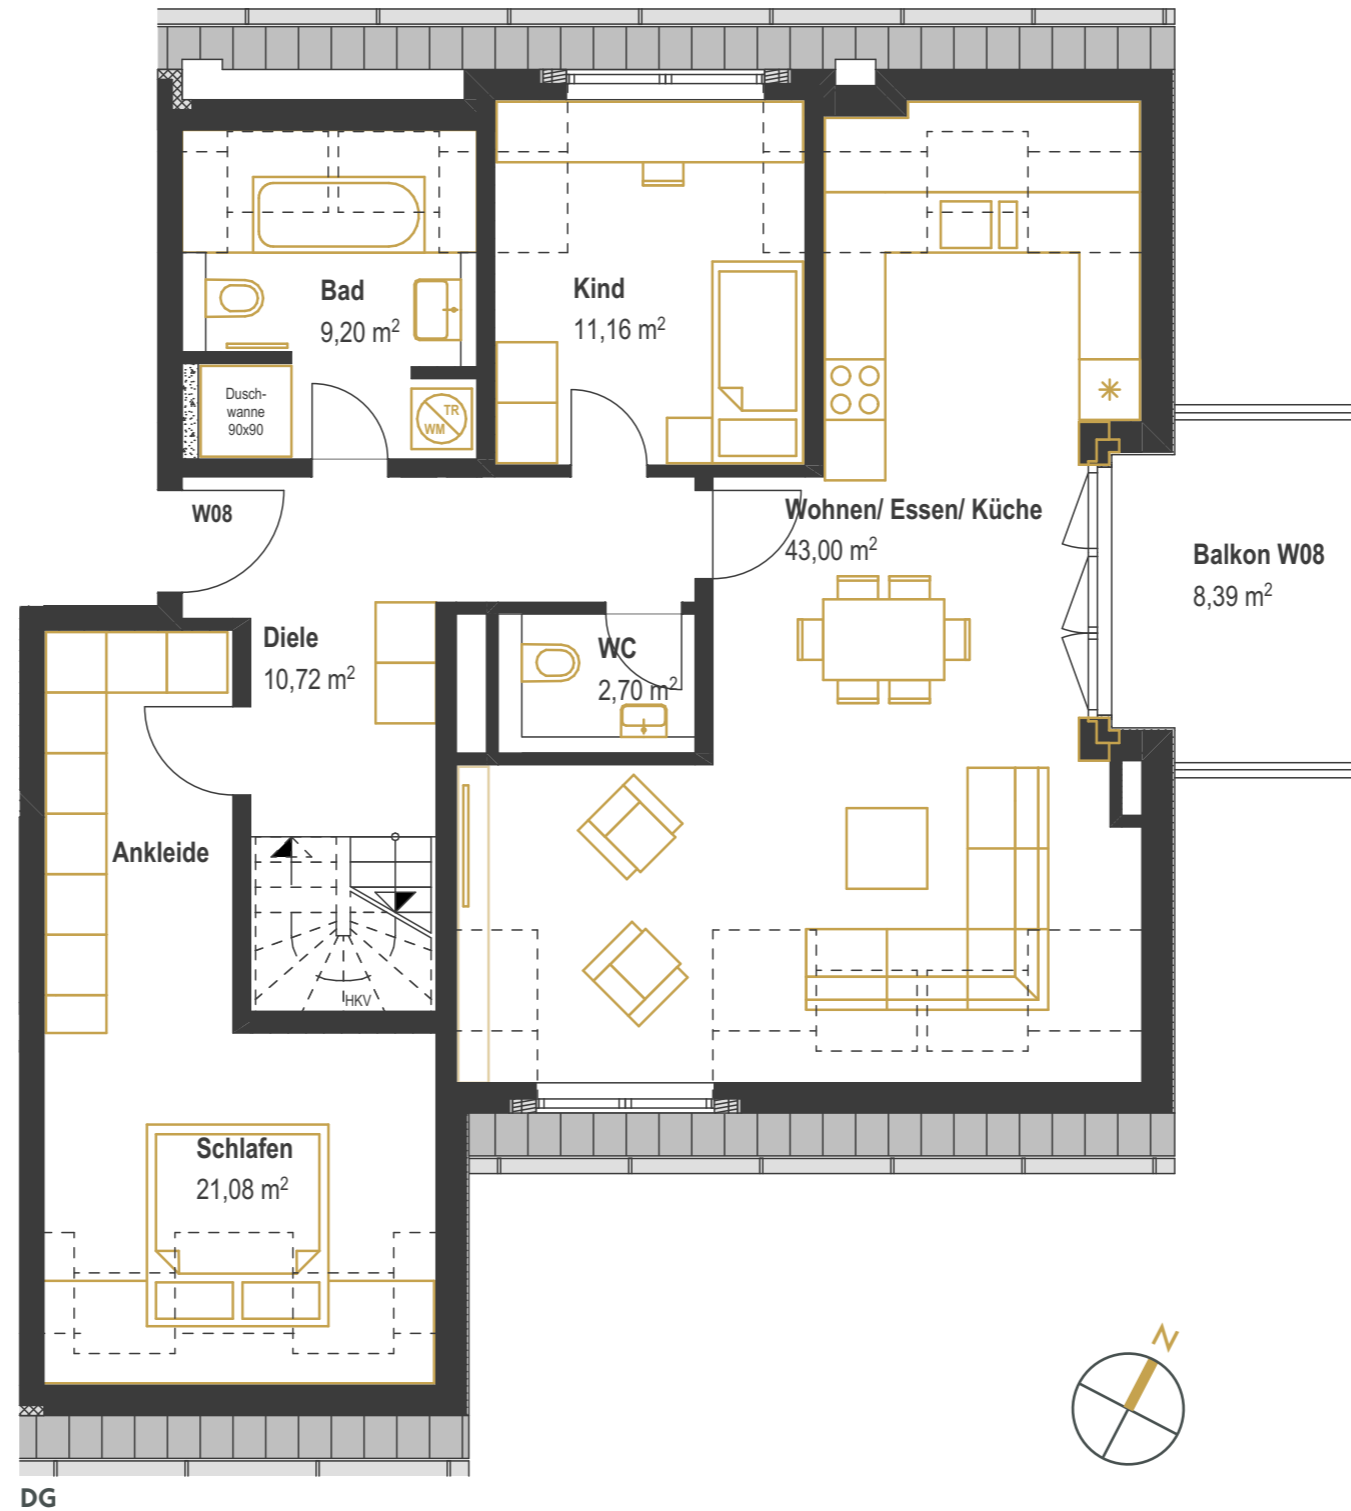 Bad
9,20 m²
Kind
11,16 m²
Dusch-
wanne
90x90
TR
WM
W08
Wohnen/ Essen/ Küche
43,00 m²
Balkon W08
8,39 m²
Diele
10,72 m²
WC
2,70 m²
Ankleide
HKV
Schlafen
21,08 m²
N
DG